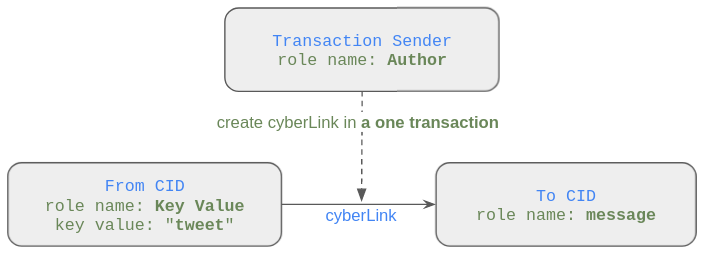 Transaction Sender
role name: Author
create cyberLink in a one transaction
From CID
role name: Key Value
key value: "tweet"
cyberLink
To CID
role name: message